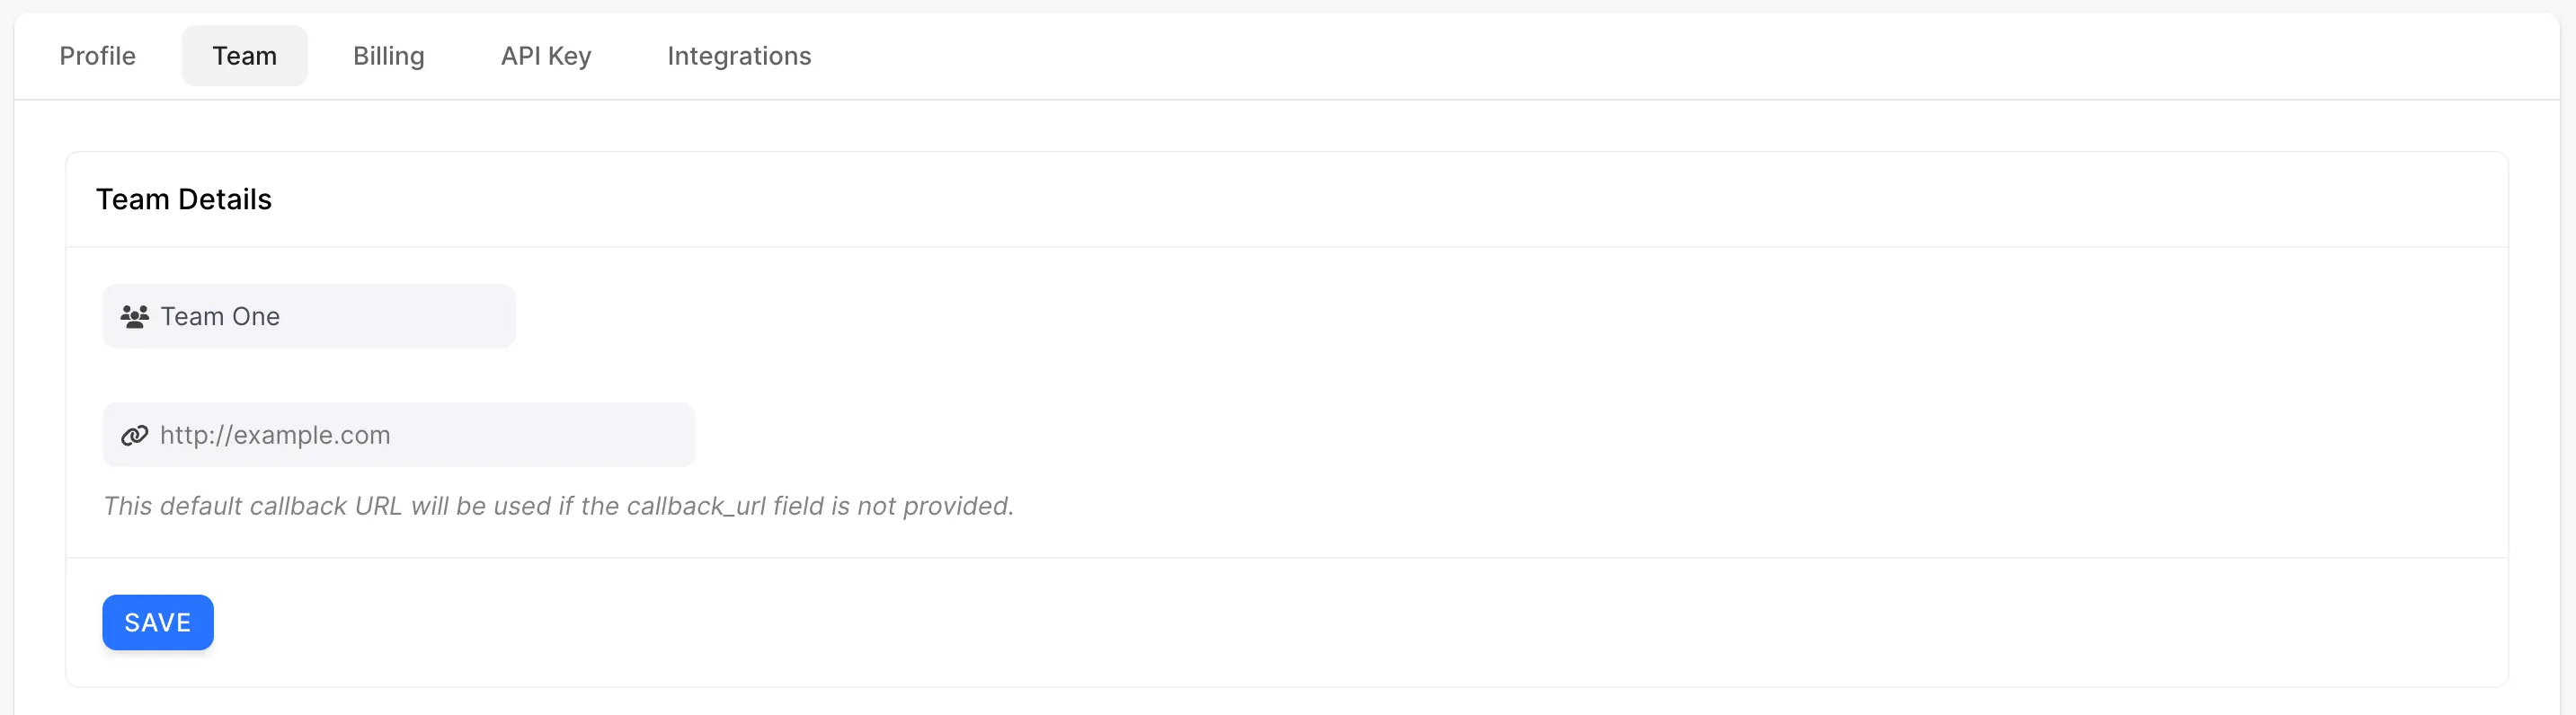 Profile Team Billing API Key Integrations
Team Details
Team One
http://example.com
This default callback URL will be used if the callback_url field is not provided.
SAVE